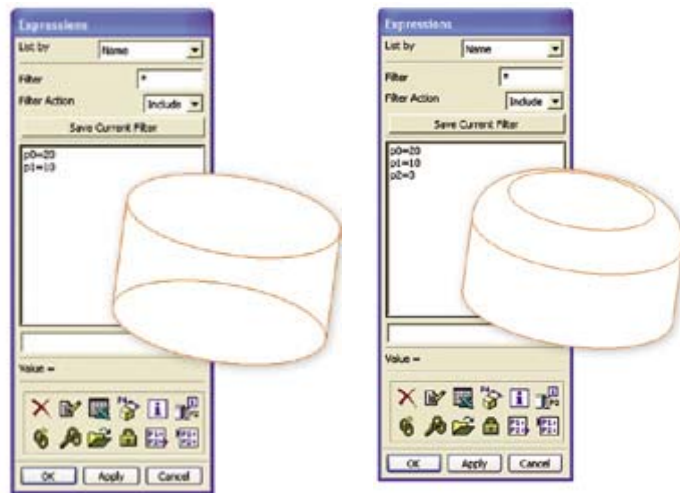 Expressions
List by
Name
Filter
*
Filter Action
Include
Save Current Filter
p0=20
p1=10
Value =
OK
Apply
Cancel
Expressions
List by
Name
Filter
*
Filter Action
Include
Save Current Filter
p0=20
p1=10
p2=3
Value =
OK
Apply
Cancel